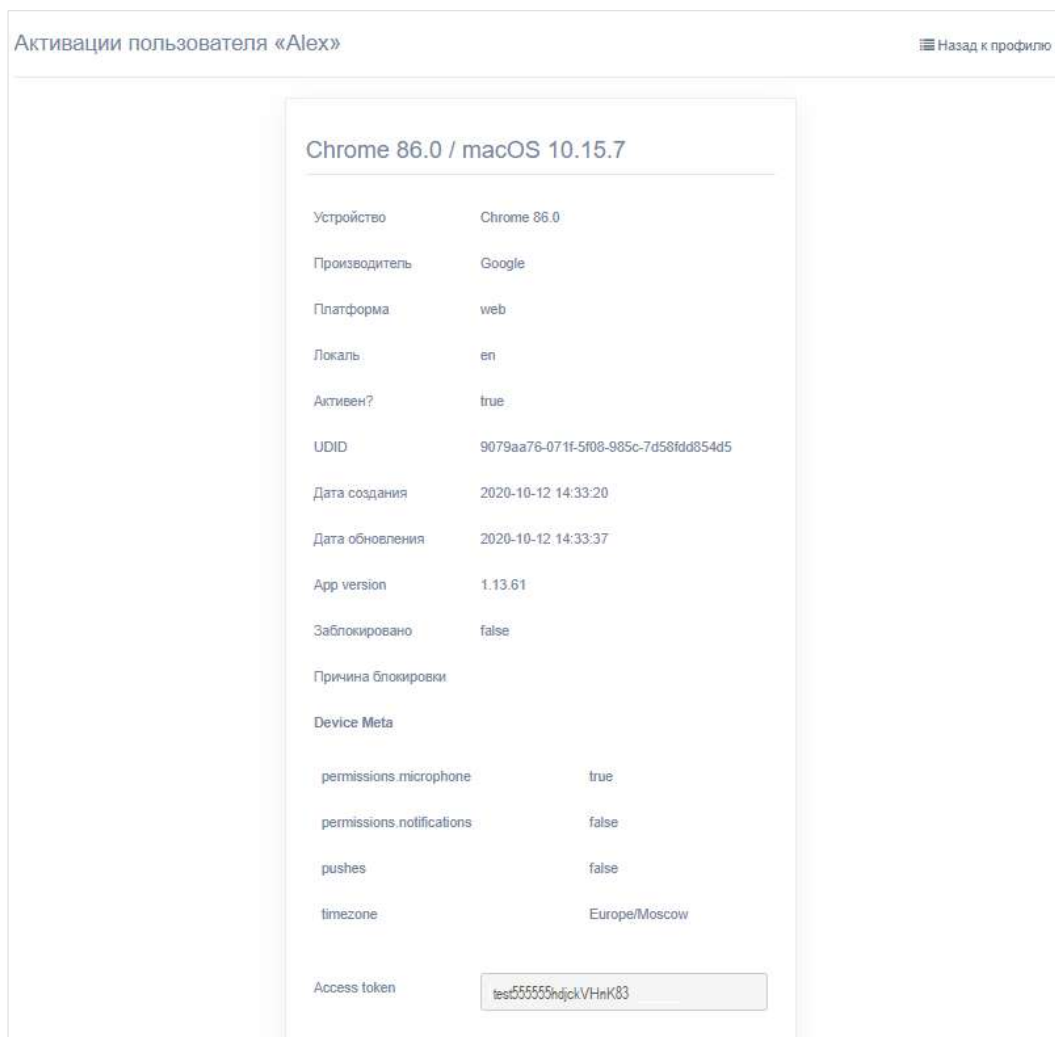 Активации пользователя «Alex»
Назад к профилю
Chrome 86.0 / macOS 10.15.7
Устройство Chrome 86.0
Производитель Google
Платформа web
Локаль en
Активен? true
UDID 9079aa76-071f-5f08-985c-7d58fdd854d5
Дата создания 2020-10-12 14:33:20
Дата обновления 2020-10-12 14:33:37
App version 1.13.61
Заблокировано false
Причина блокировки
Device Meta
permissions.microphone true
permissions.notifications false
pushes false
timezone Europe/Moscow
Access token test555555hdjckVHnK83